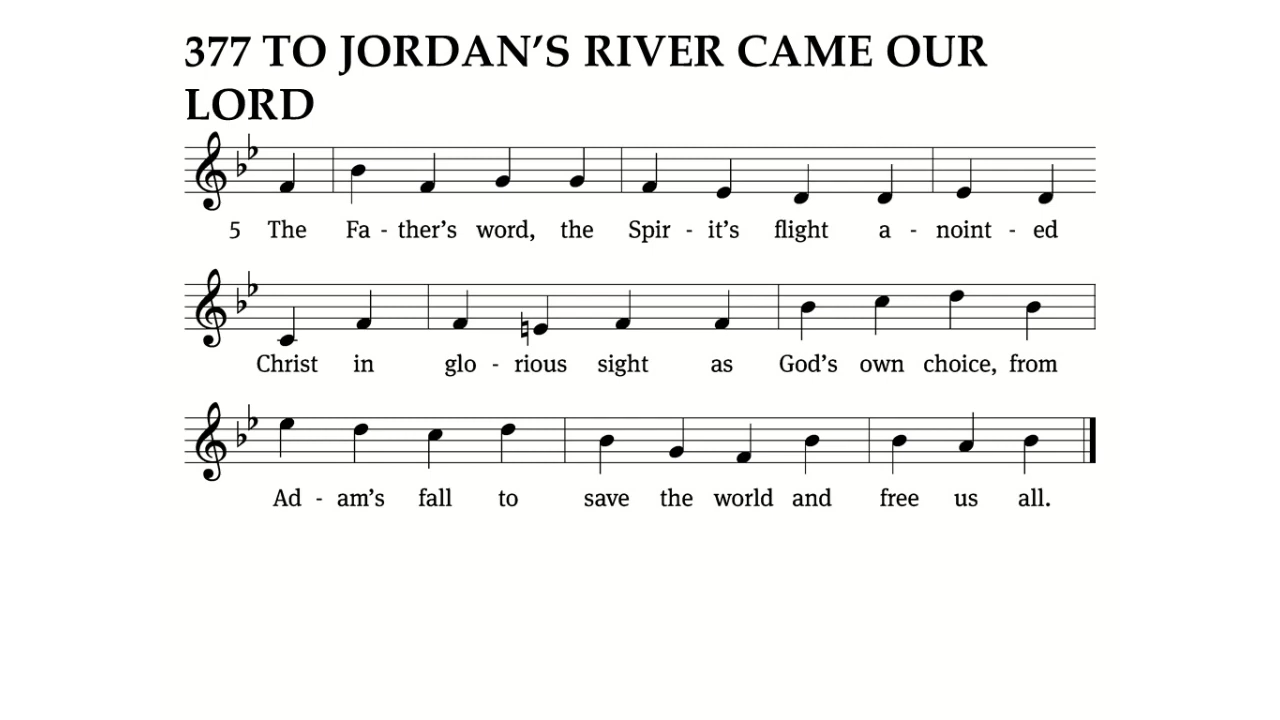 377 TO JORDAN’S RIVER CAME OUR
LORD
5 The Fa - ther’s word, the Spir - it’s flight a - noint - ed
Christ in glo - rious sight as God’s own choice, from
Ad - am’s fall to save the world and free us all.